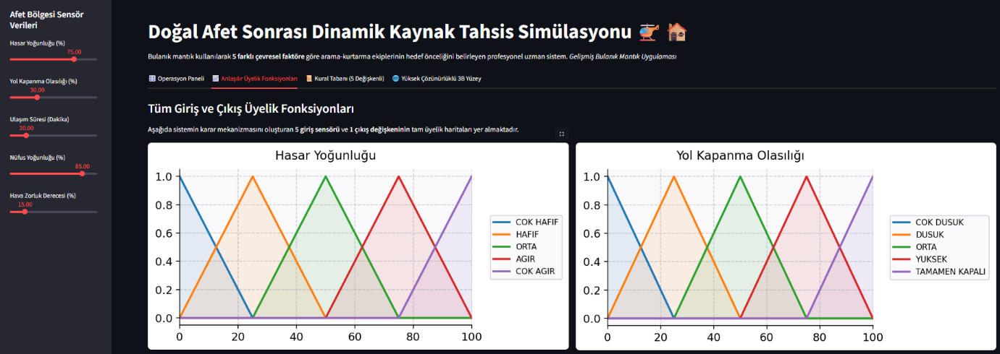 Afet Bölgesi Sensör
Verileri
Hasar Yoğunluğu (%)
75.00
Yol Kapanma Olasılığı (%)
30.00
Ulaşım Süresi (Dakika)
20.00
Nüfus Yoğunluğu (%)
85.00
Hava Zorluk Derecesi (%)
15.00
Doğal Afet Sonrası Dinamik Kaynak Tahsis Simülasyonu
Bulanık mantık kullanılarak 5 farklı çevresel faktöre göre arama-kurtarma ekiplerinin hedef önceliğini belirleyen profesyonel uzman sistem. Gelişmiş Bulanık Mantık Uygulaması
Operasyon Paneli
Anlaşılır Üyelik Fonksiyonları
Kural Tabanı (5 Değişkenli)
Yüksek Çözünürlüklü 3B Yüzey
Tüm Giriş ve Çıkış Üyelik Fonksiyonları
Aşağıda sistemin karar mekanizmasını oluşturan 5 giriş sensörü ve 1 çıkış değişkeninin tam üyelik haritaları yer almaktadır.
Hasar Yoğunluğu
1.0
0.8
0.6
0.4
0.2
0.0
0 20 40 60 80 100
COK HAFIF
HAFIF
ORTA
AGIR
COK AGIR
Yol Kapanma Olasılığı
1.0
0.8
0.6
0.4
0.2
0.0
0 20 40 60 80 100
COK DUSUK
DUSUK
ORTA
YUKSEK
TAMAMEN KAPALI